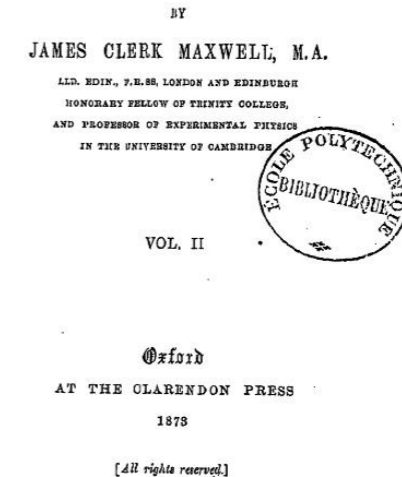 BY
JAMES CLERK MAXWELL, M.A.
LLD. EDIN., F.R.SS. LONDON AND EDINBURGH
HONORARY FELLOW OF TRINITY COLLEGE,
AND PROFESSOR OF EXPERIMENTAL PHYSICS
IN THE UNIVERSITY OF CAMBRIDGE
ÉCOLE POLYTECHNIQUE
BIBLIOTHÈQUE
VOL. II
Oxford
AT THE CLARENDON PRESS
1873
[All rights reserved.]